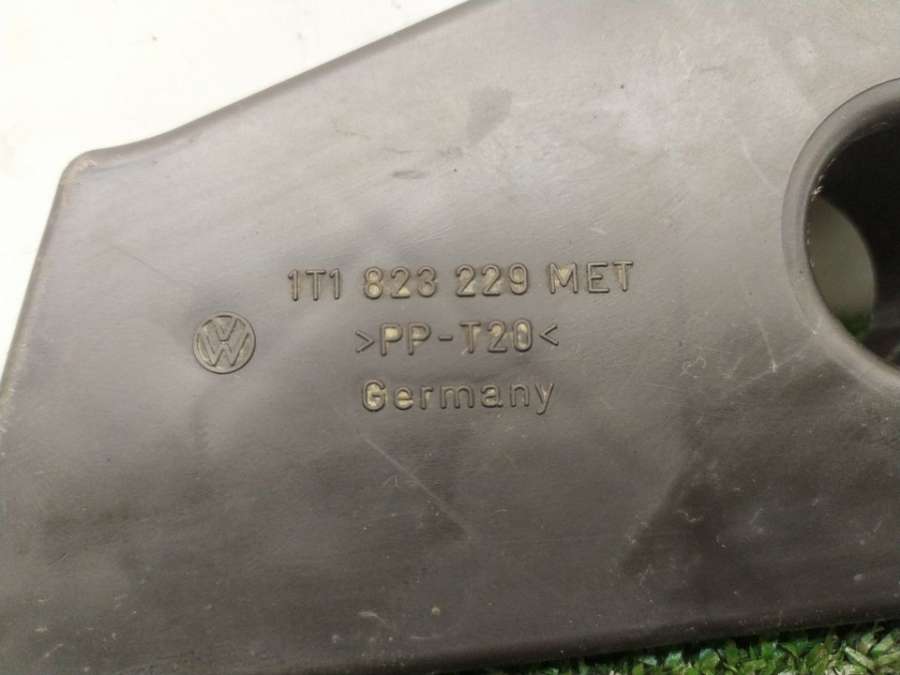 1T1 823 229 MET
>PP-T20<
Germany